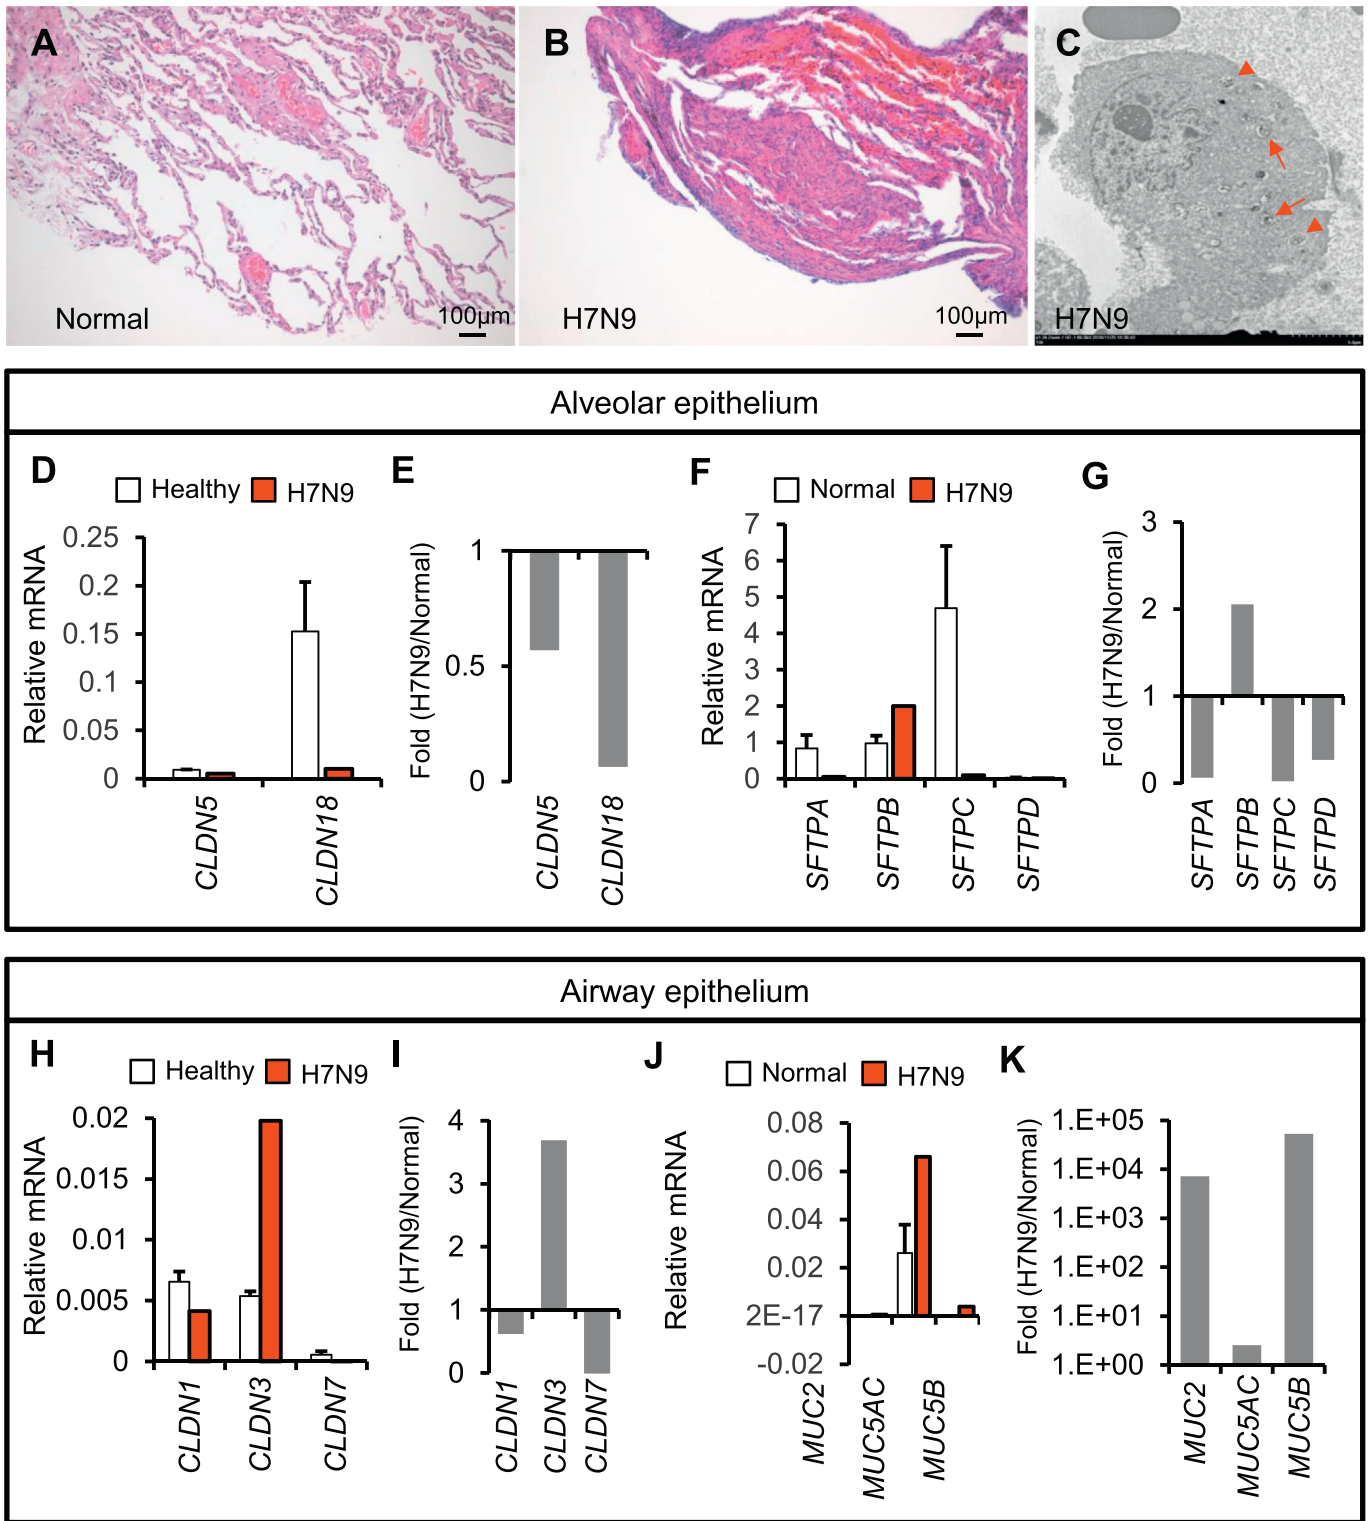 A
B
C
Normal
100μm
H7N9
100μm
H7N9
Alveolar epithelium
D
Healthy
H7N9
Relative mRNA
0.25
0.2
0.15
0.1
0.05
0
CLDN5
CLDN18
E
Fold (H7N9/Normal)
1
0.5
0
CLDN5
CLDN18
F
Normal
H7N9
Relative mRNA
7
6
5
4
3
2
1
0
SFTPA
SFTPB
SFTPC
SFTPD
G
Fold (H7N9/Normal)
3
2
1
0
SFTPA
SFTPB
SFTPC
SFTPD
Airway epithelium
H
Healthy
H7N9
Relative mRNA
0.02
0.015
0.01
0.005
0
CLDN1
CLDN3
CLDN7
I
Fold (H7N9/Normal)
4
3
2
1
0
CLDN1
CLDN3
CLDN7
J
Normal
H7N9
Relative mRNA
0.08
0.06
0.04
0.02
2E-17
-0.02
MUC2
MUC5AC
MUC5B
K
Fold (H7N9/Normal)
1.E+05
1.E+04
1.E+03
1.E+02
1.E+01
1.E+00
MUC2
MUC5AC
MUC5B